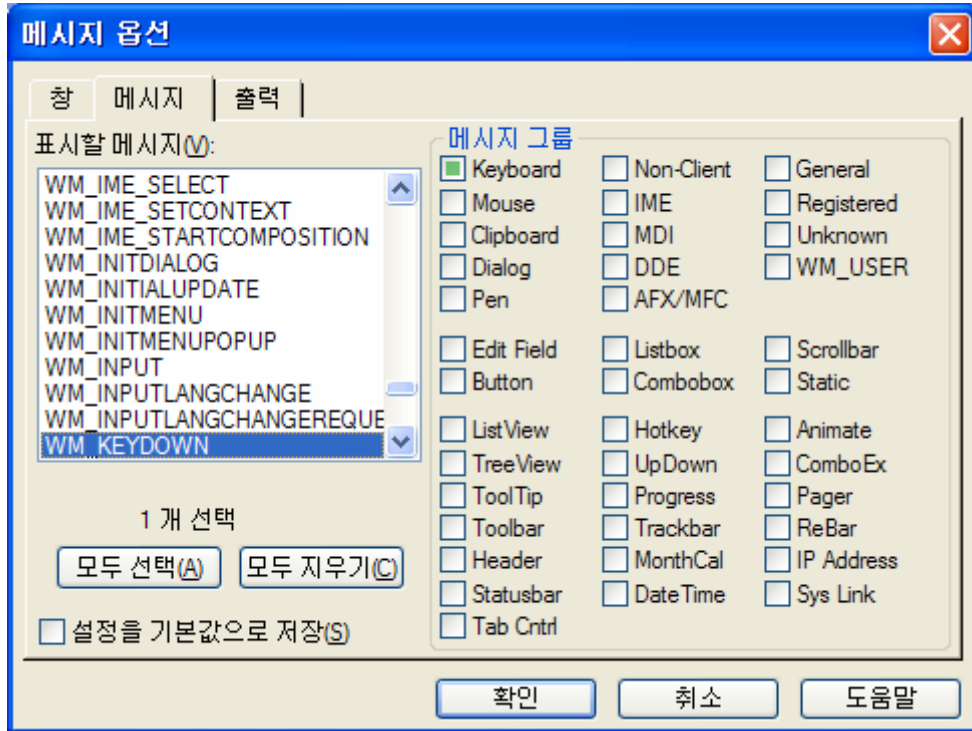 메시지 옵션
창 메시지 출력
표시할 메시지(V):
WM_IME_SELECT
WM_IME_SETCONTEXT
WM_IME_STARTCOMPOSITION
WM_INITDIALOG
WM_INITIALUPDATE
WM_INITMENU
WM_INITMENUPOPUP
WM_INPUT
WM_INPUTLANGCHANGE
WM_INPUTLANGCHANGEREQUE
WM_KEYDOWN
1 개 선택
모두 선택(A) 모두 지우기(C)
설정을 기본값으로 저장(S)
메시지 그룹
Keyboard Non-Client General
Mouse IME Registered
Clipboard MDI Unknown
Dialog DDE WM_USER
Pen AFX/MFC
Edit Field Listbox Scrollbar
Button Combobox Static
ListView Hotkey Animate
TreeView UpDown ComboEx
ToolTip Progress Pager
Toolbar Trackbar ReBar
Header MonthCal IP Address
Statusbar DateTime Sys Link
Tab Cntrl
확인 취소 도움말